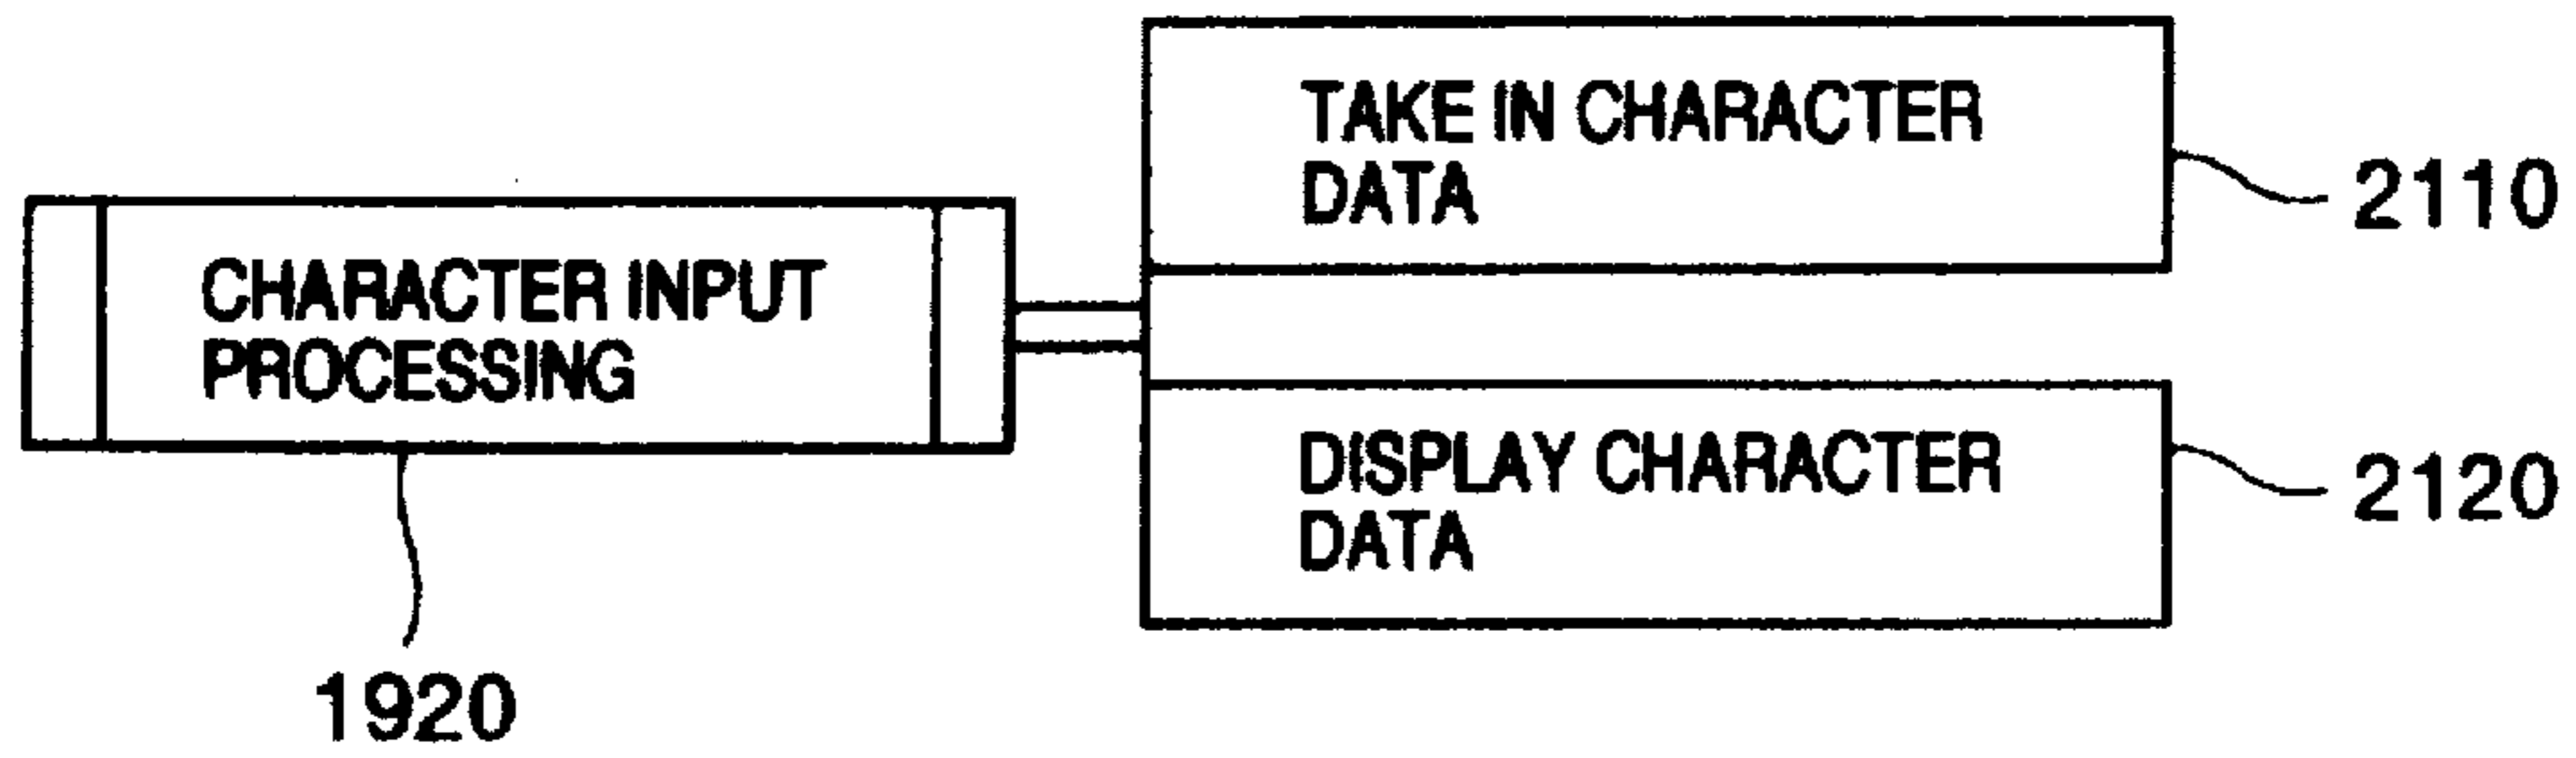 TAKE IN CHARACTER
DATA
2110
CHARACTER INPUT
PROCESSING
1920
DISPLAY CHARACTER
DATA
2120